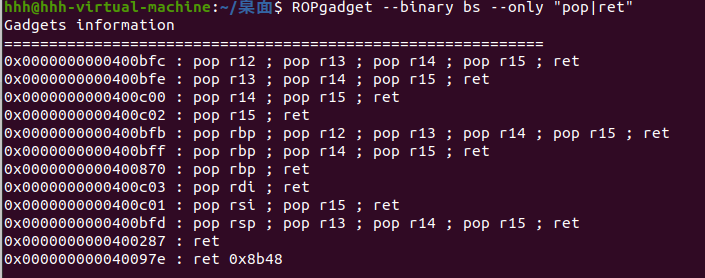 hhh@hhh-virtual-machine:~/桌面$ ROPgadget --binary bs --only "pop|ret"
Gadgets information
============================================================
0x0000000000400bfc : pop r12 ; pop r13 ; pop r14 ; pop r15 ; ret
0x0000000000400bfe : pop r13 ; pop r14 ; pop r15 ; ret
0x0000000000400c00 : pop r14 ; pop r15 ; ret
0x0000000000400c02 : pop r15 ; ret
0x0000000000400bfb : pop rbp ; pop r12 ; pop r13 ; pop r14 ; pop r15 ; ret
0x0000000000400bff : pop rbp ; pop r14 ; pop r15 ; ret
0x0000000000400870 : pop rbp ; ret
0x0000000000400c03 : pop rdi ; ret
0x0000000000400c01 : pop rsi ; pop r15 ; ret
0x0000000000400bfd : pop rsp ; pop r13 ; pop r14 ; pop r15 ; ret
0x0000000000400287 : ret
0x000000000040097e : ret 0x8b48